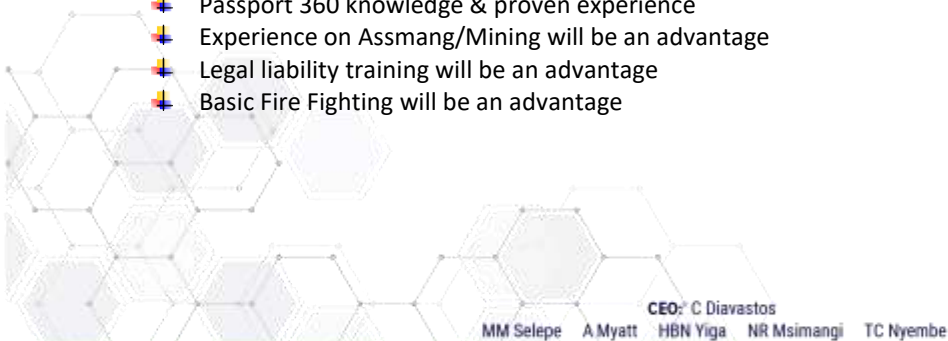 Passport 360 knowledge & proven experience
Experience on Assmang/Mining will be an advantage
Legal liability training will be an advantage
Basic Fire Fighting will be an advantage
CEO: C Diavastos
MM Selepe A Myatt HBN Yiga NR Msimangi TC Nyembe